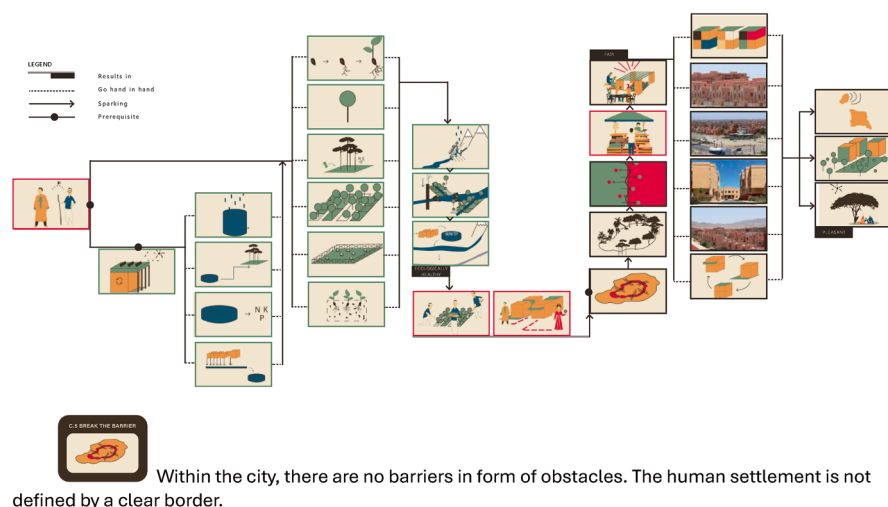 LEGEND
Results in
Go hand in hand
Sparking
Prerequisite
FAIR
N K
P
ECOLOGICALLY
HEALTHY
PLEASANT
C.5 BREAK THE BARRIER
Within the city, there are no barriers in form of obstacles. The human settlement is not
defined by a clear border.